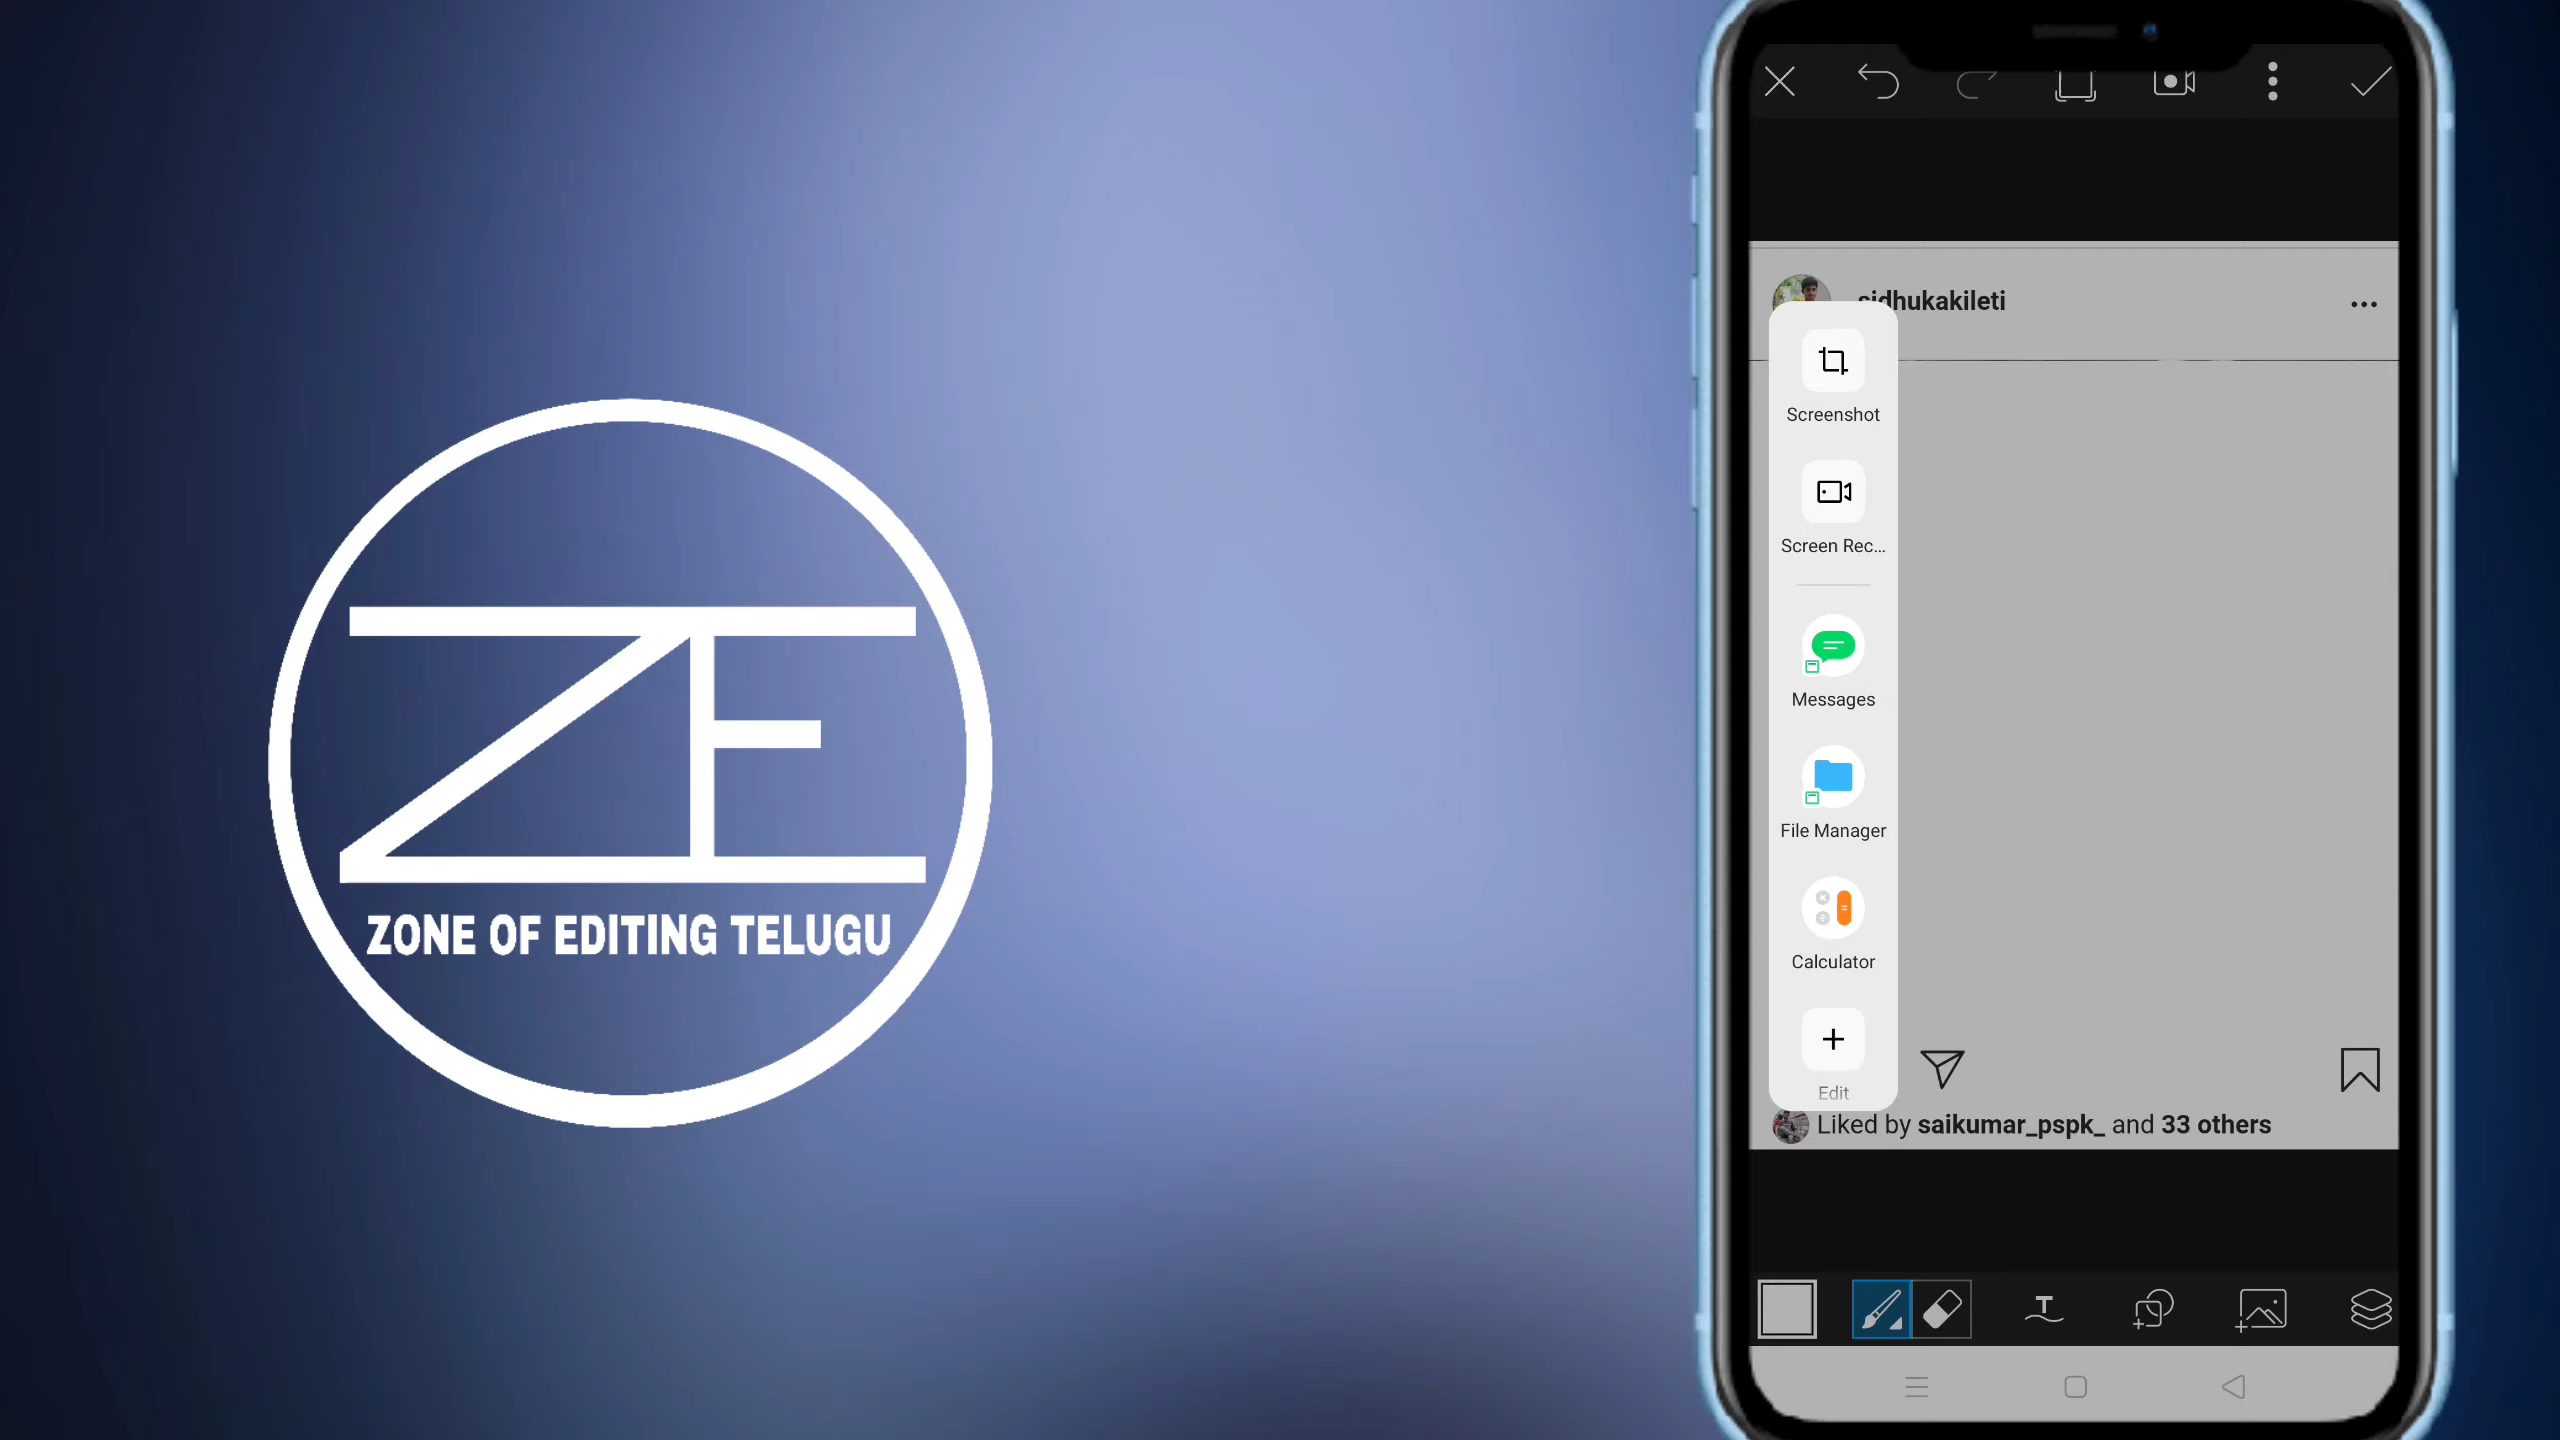 ZE
ZONE OF EDITING TELUGU
sidhukakileti
Screenshot
Screen Rec...
Messages
File Manager
Calculator
Edit
Liked by saikumar_pspk_ and 33 others